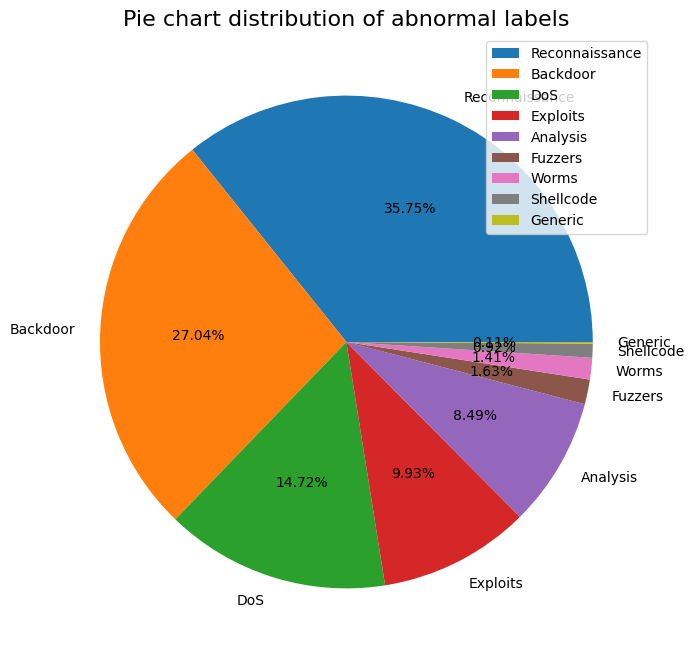 Pie chart distribution of abnormal labels
Reconnaissance
Backdoor
DoS
Exploits
Analysis
Fuzzers
Worms
Shellcode
Generic
Reconnaissance
35.75%
Backdoor
27.04%
DoS
14.72%
Exploits
9.93%
Analysis
8.49%
Fuzzers
1.63%
Worms
1.41%
Shellcode
0.92%
Generic
0.11%